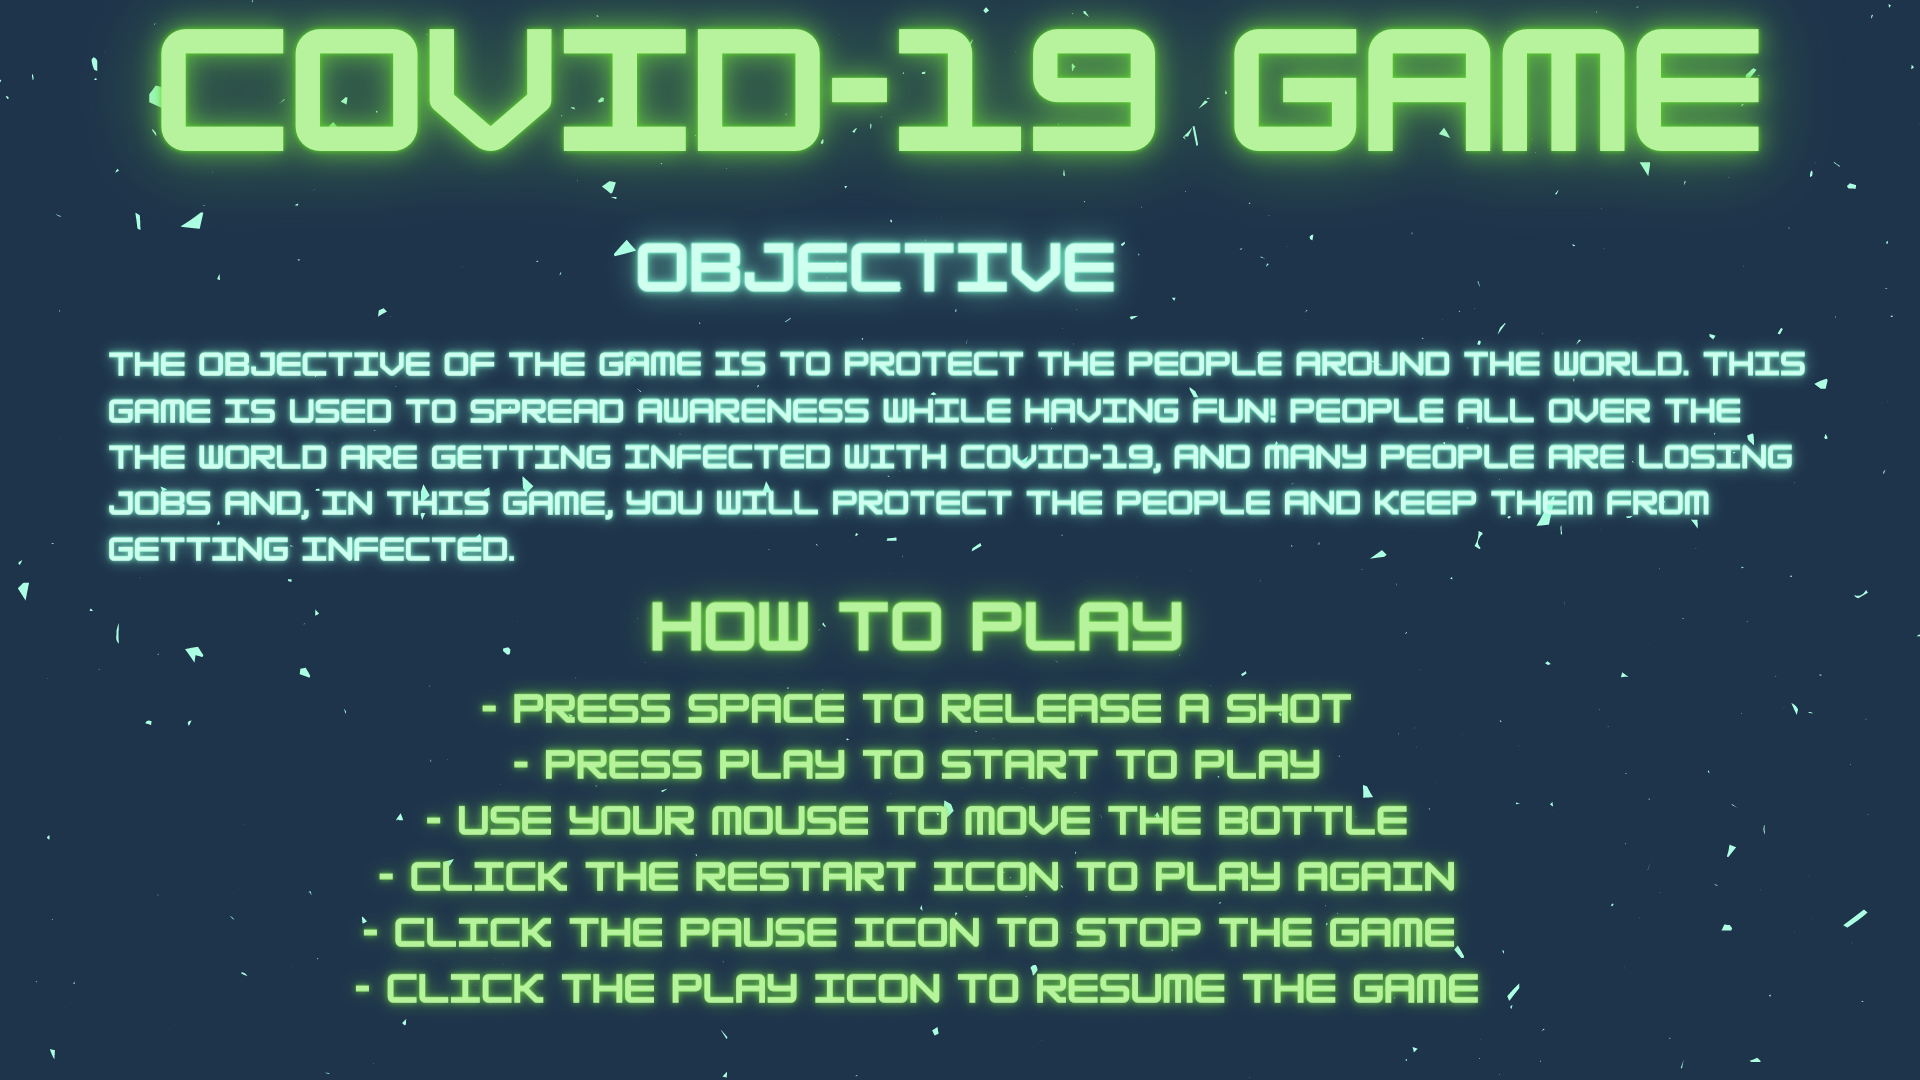 COVID-19 GAME
OBJECTIVE
THE OBJECTIVE OF THE GAME IS TO PROTECT THE PEOPLE AROUND THE WORLD. THIS
GAME IS USED TO SPREAD AWARENESS WHILE HAVING FUN! PEOPLE ALL OVER THE
THE WORLD ARE GETTING INFECTED WITH COVID-19, AND MANY PEOPLE ARE LOSING
JOBS AND, IN THIS GAME, YOU WILL PROTECT THE PEOPLE AND KEEP THEM FROM
GETTING INFECTED.
HOW TO PLAY
- PRESS SPACE TO RELEASE A SHOT
- PRESS PLAY TO START TO PLAY
- USE YOUR MOUSE TO MOVE THE BOTTLE
- CLICK THE RESTART ICON TO PLAY AGAIN
- CLICK THE PAUSE ICON TO STOP THE GAME
- CLICK THE PLAY ICON TO RESUME THE GAME